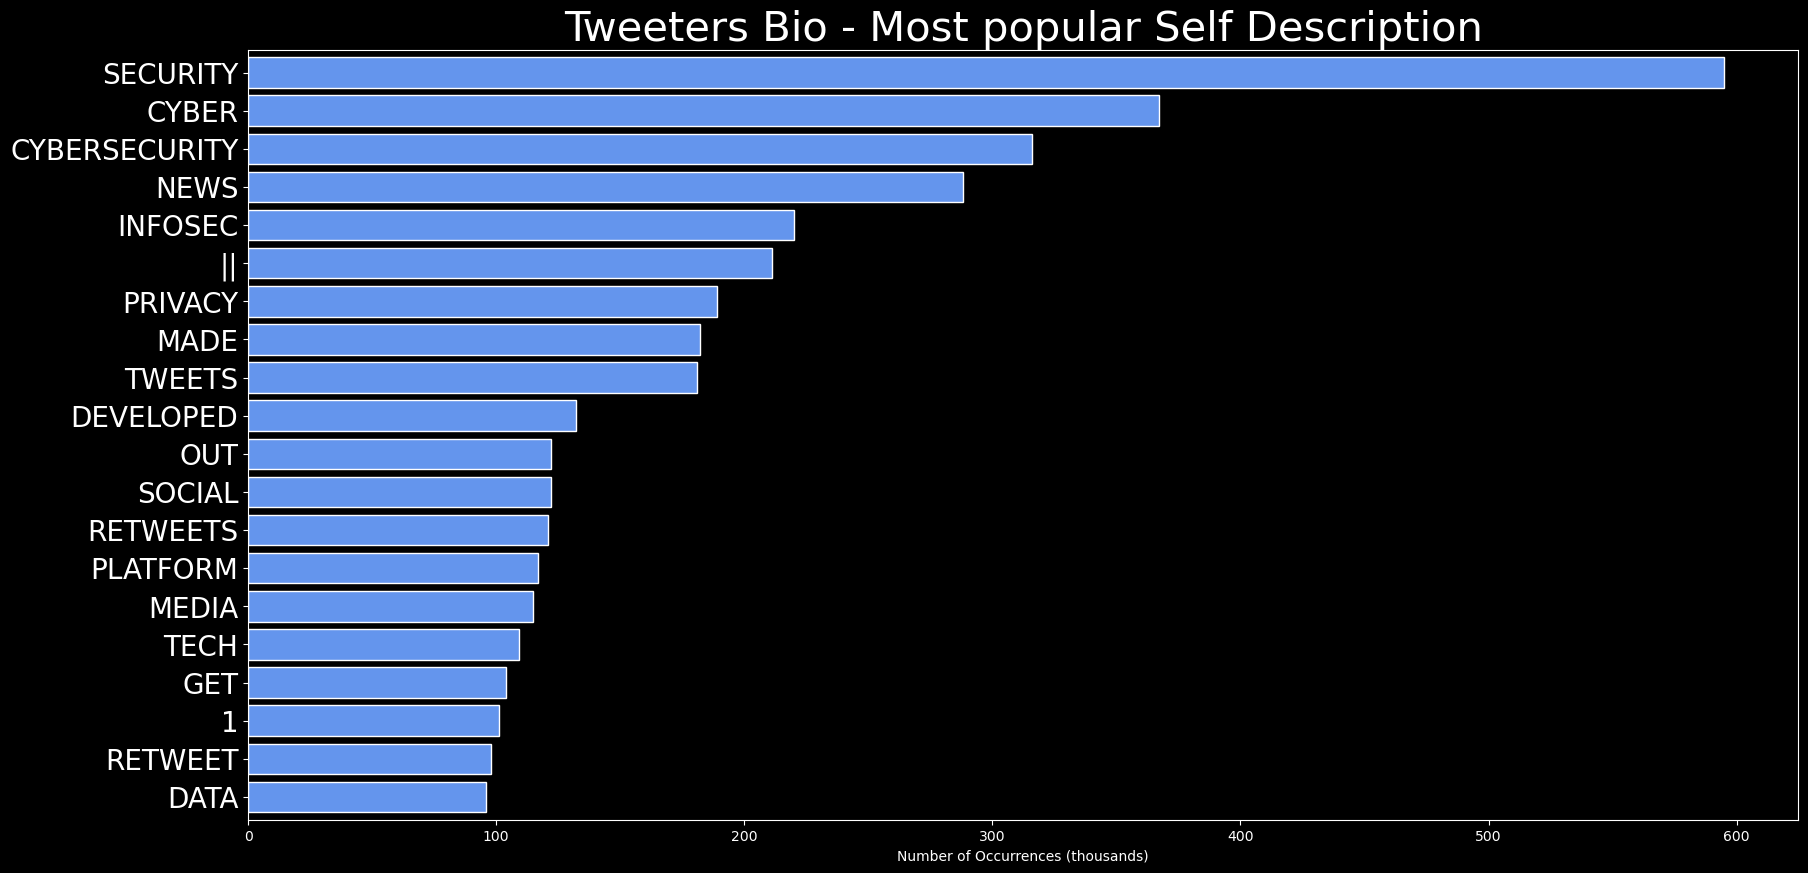 Tweeters Bio - Most popular Self Description
SECURITY
CYBER
CYBERSECURITY
NEWS
INFOSEC
||
PRIVACY
MADE
TWEETS
DEVELOPED
OUT
SOCIAL
RETWEETS
PLATFORM
MEDIA
TECH
GET
1
RETWEET
DATA
0 100 200 300 400 500 600
Number of Occurrences (thousands)